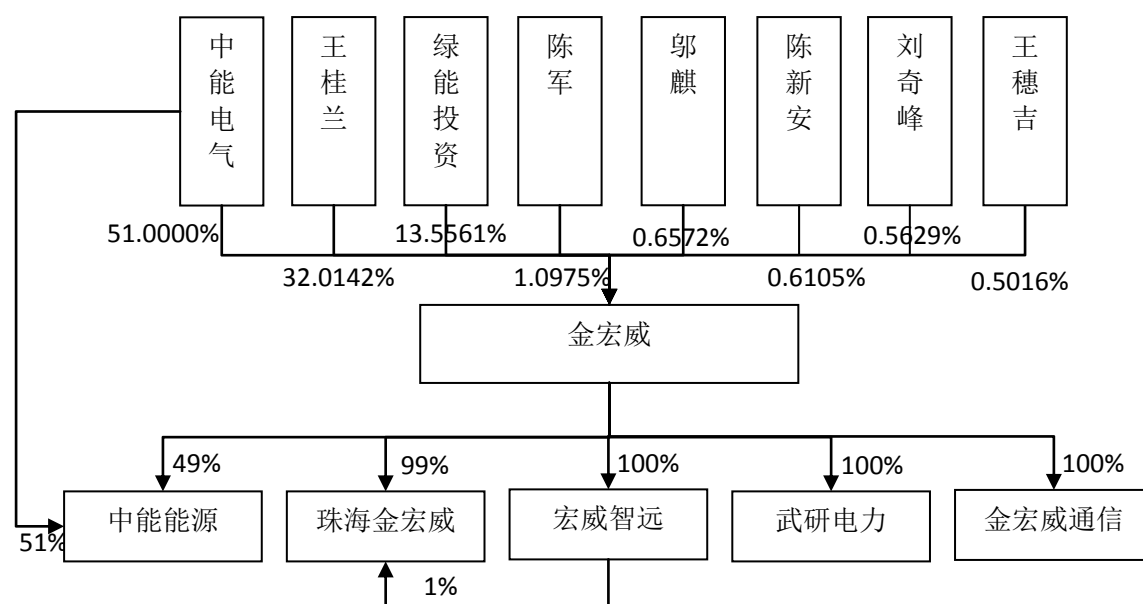 中能电气
王桂兰
绿能投资
陈军
邬麒
陈新安
刘奇峰
王穗吉
51.0000%
13.5561%
0.6572%
0.5629%
32.0142%
1.0975%
0.6105%
0.5016%
金宏威
49%
99%
100%
100%
100%
中能能源
珠海金宏威
宏威智远
武研电力
金宏威通信
51%
1%